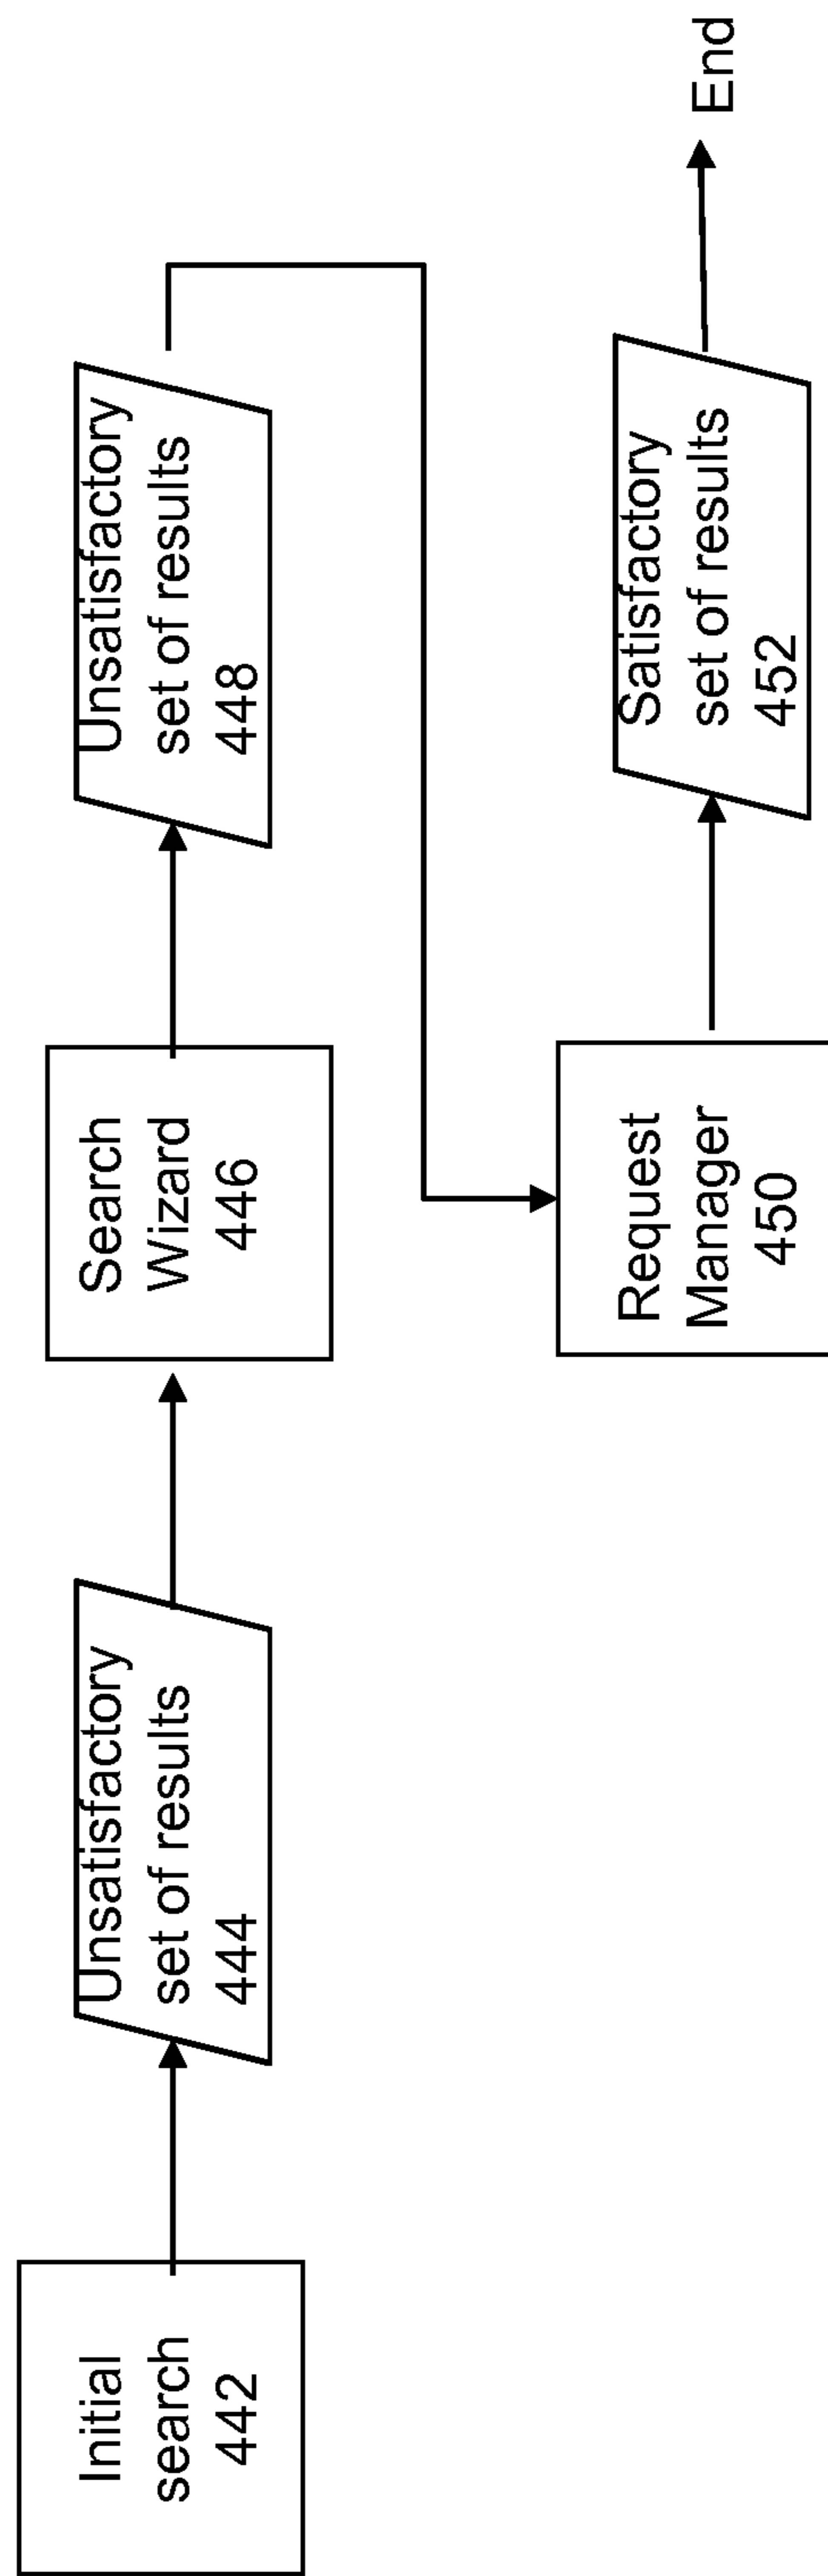 Initial
search
442
Unsatisfactory
set of results
444
Search
Wizard
446
Unsatisfactory
set of results
448
Request
Manager
450
Satisfactory
set of results
452
End